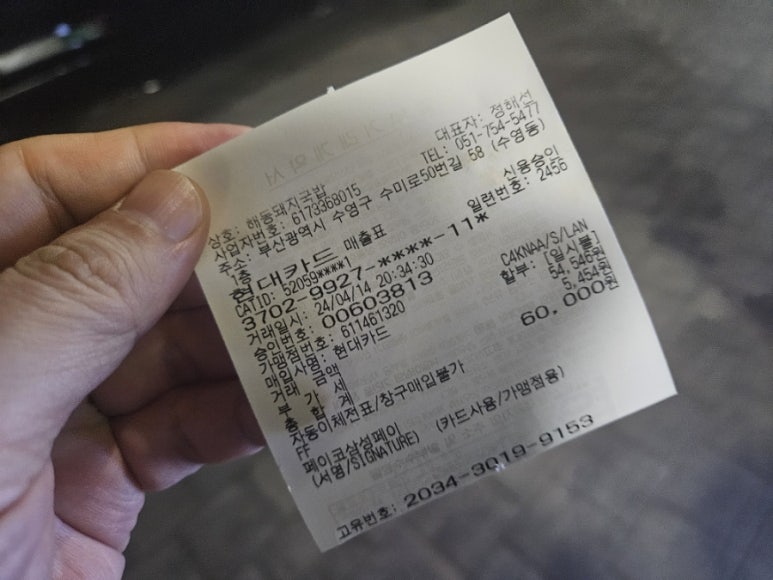 상호: 해동돼지국밥 대표자: 정해선
사업자번호: 6173368015 TEL: 051-754-5477
주소: 부산광역시 수영구 수미로50번길 58 (수영동)
1층
현대카드 매출표 신용승인
CATID: 52059****1 일련번호: 2456
3702-9927-****-11*
거래일시: 24/04/14 20:34:30 C4KNAA/S/LAN
승인번호: 00603813 할부: [일시불]
가맹점번호: 611461320
매입사명: 현대카드
거래금액 54,546원
부 가 세 5,454원
총 합 계 60,000원
자동이체전표/창구매입불가
FF
페이코삼성페이 (카드사용/가맹점용)
(서명/SIGNATURE)
고유번호: 2034-3019-9153